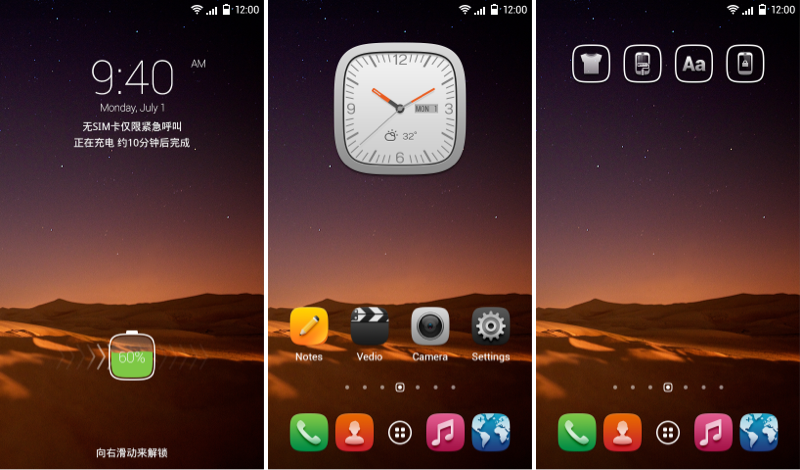 12:00
9:40 AM
Monday, July 1
无SIM卡仅限紧急呼叫
正在充电 约10分钟后完成
60%
向右滑动来解锁
12:00
12
9
MON 1
3
32°
6
Notes
Vedio
Camera
Settings
12:00
Aa